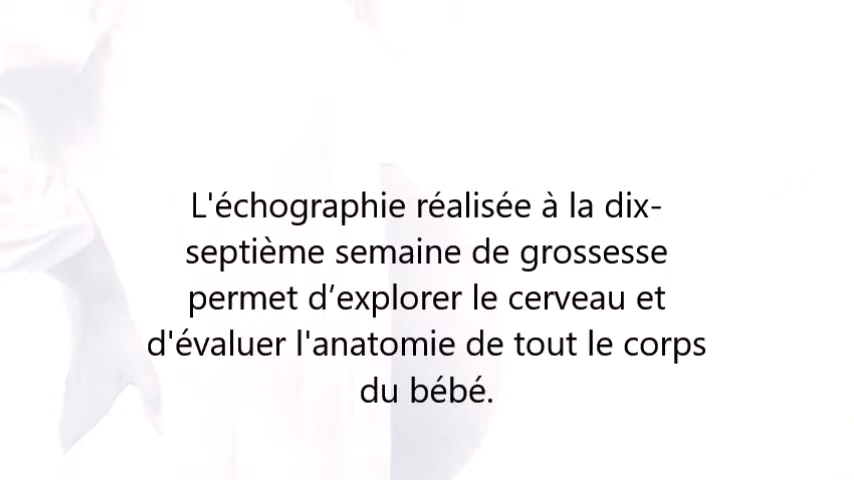 L'échographie réalisée à la dix-
septième semaine de grossesse
permet d’explorer le cerveau et
d'évaluer l'anatomie de tout le corps
du bébé.